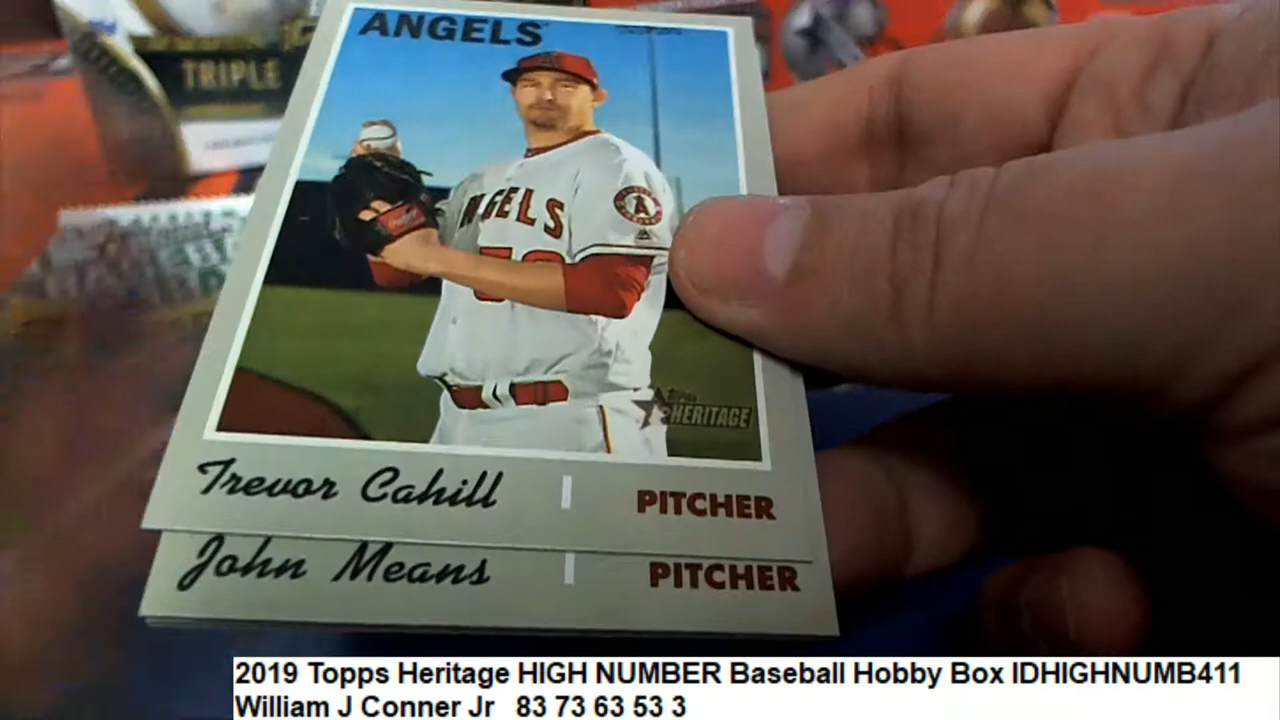 TRIPLE
ANGELS
ANGELS
A
Topps
HERITAGE
Trevor Cahill PITCHER
John Means PITCHER
2019 Topps Heritage HIGH NUMBER Baseball Hobby Box IDHIGHNUMB411
William J Conner Jr 83 73 63 53 3